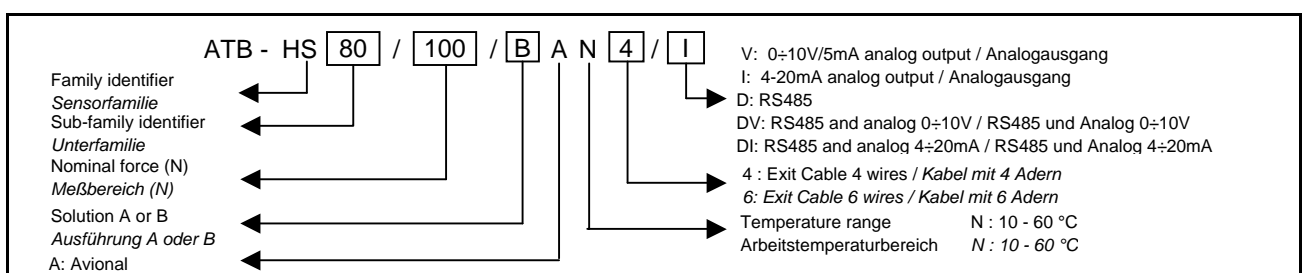 ATB - HS 80 / 100 / B A N 4 / I
Family identifier
Sensorfamilie
Sub-family identifier
Unterfamilie
Nominal force (N)
Meßbereich (N)
Solution A or B
Ausführung A oder B
A: Avional
V: 0÷10V/5mA analog output / Analogausgang
I: 4-20mA analog output / Analogausgang
D: RS485
DV: RS485 and analog 0÷10V / RS485 und Analog 0÷10V
DI: RS485 and analog 4÷20mA / RS485 und Analog 4÷20mA
4 : Exit Cable 4 wires / Kabel mit 4 Adern
6: Exit Cable 6 wires / Kabel mit 6 Adern
Temperature range N : 10 - 60 °C
Arbeitstemperaturbereich N : 10 - 60 °C